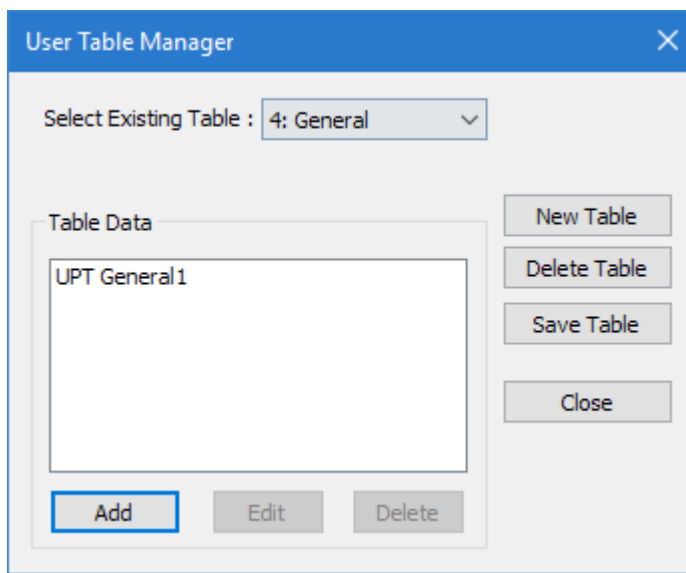 User Table Manager
Select Existing Table : 4: General
New Table
Table Data
Delete Table
UPT General1
Save Table
Close
Add Edit Delete